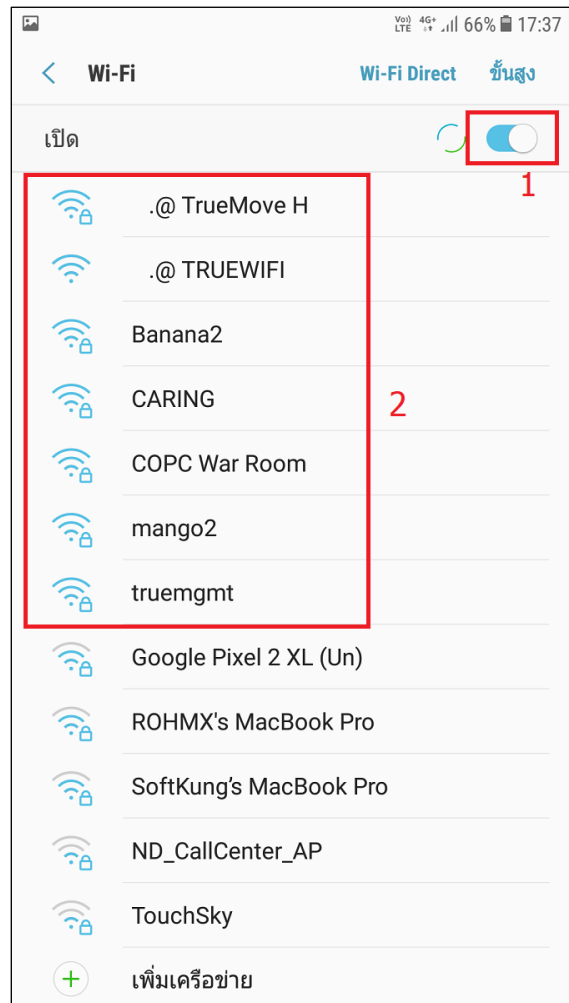 Vo)) LTE 4G+ 66% 17:37
Wi-Fi Wi-Fi Direct ขั้นสูง
เปิด
1
.@ TrueMove H
.@ TRUEWIFI
Banana2
CARING
2
COPC War Room
mango2
truemgmt
Google Pixel 2 XL (Un)
ROHMX's MacBook Pro
SoftKung's MacBook Pro
ND_CallCenter_AP
TouchSky
เพิ่มเครือข่าย